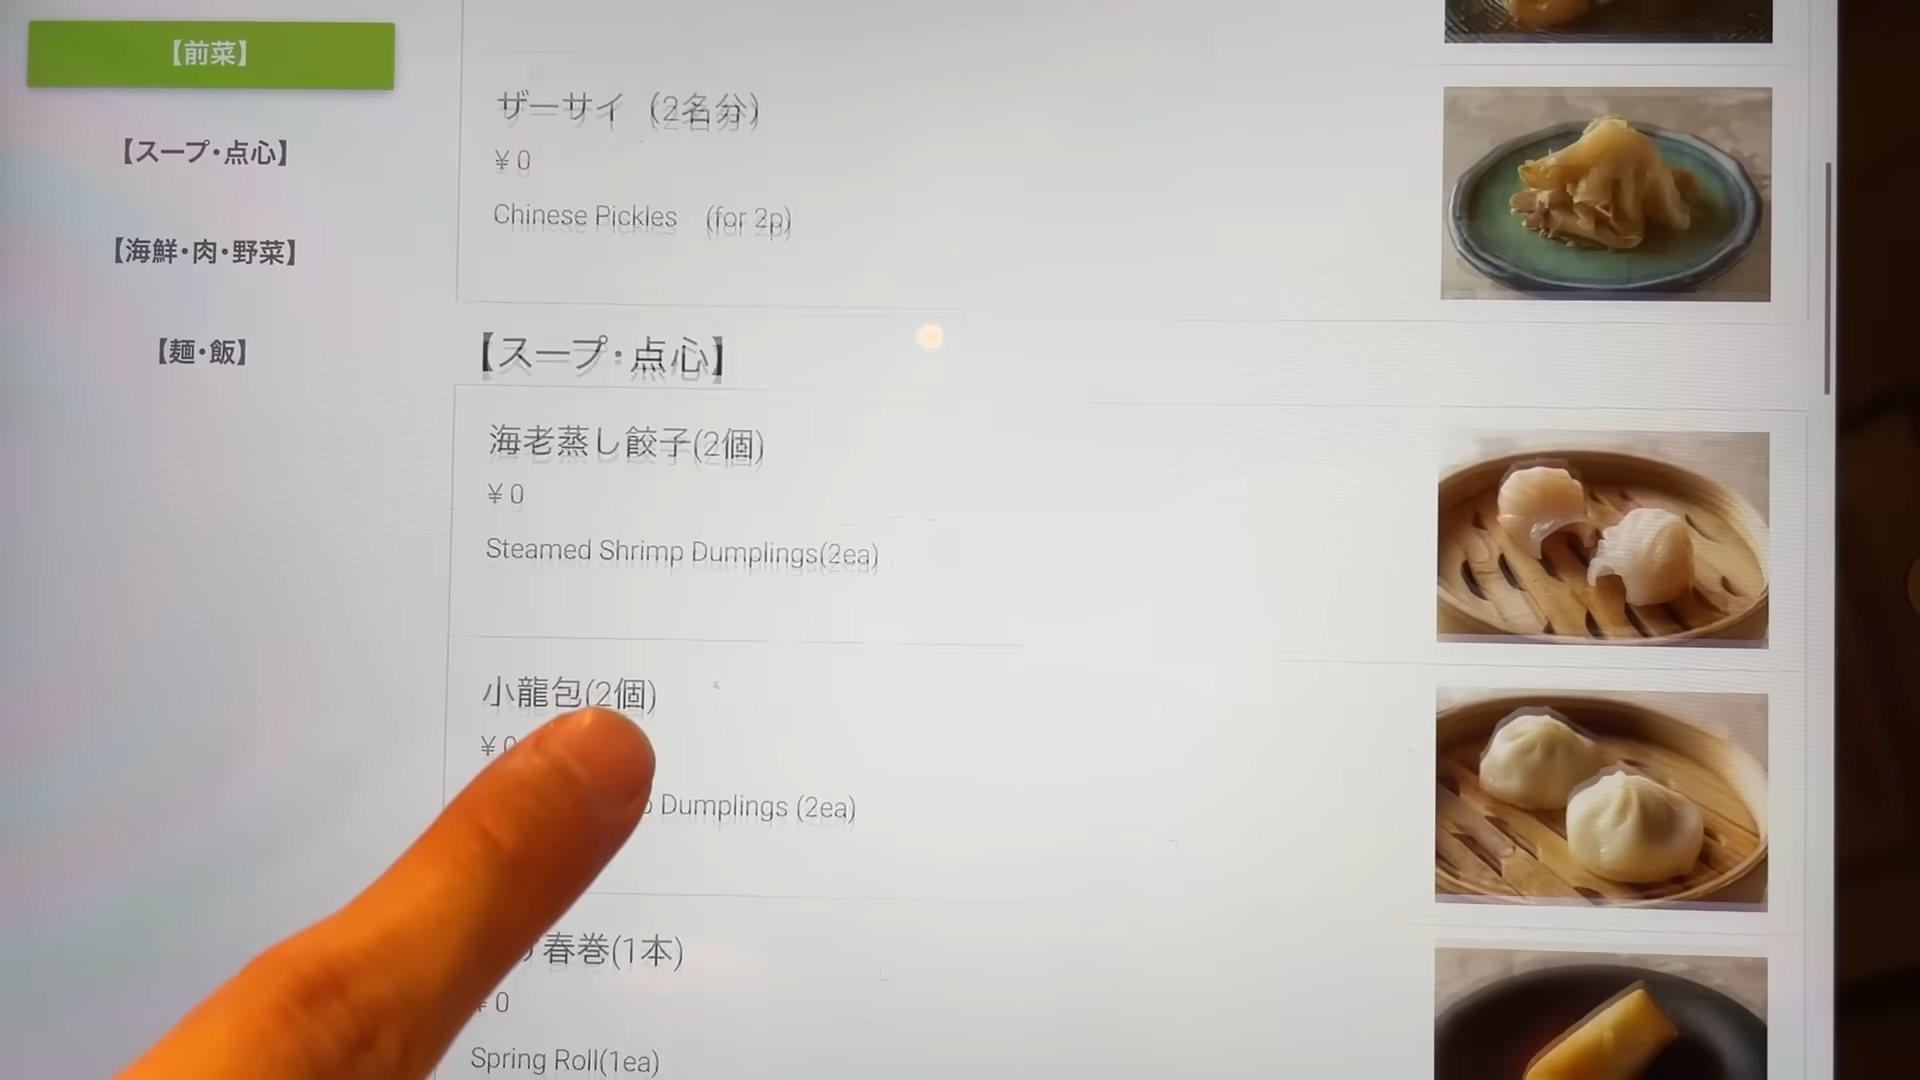 【前菜】
【スープ・点心】
【海鮮・肉・野菜】
【麺・飯】
ザーサイ（2名分）
¥ 0
Chinese Pickles (for 2p)
【スープ・点心】
海老蒸し餃子(2個)
¥ 0
Steamed Shrimp Dumplings(2ea)
小龍包(2個)
¥ 0
Dumplings (2ea)
春巻(1本)
¥ 0
Spring Roll(1ea)